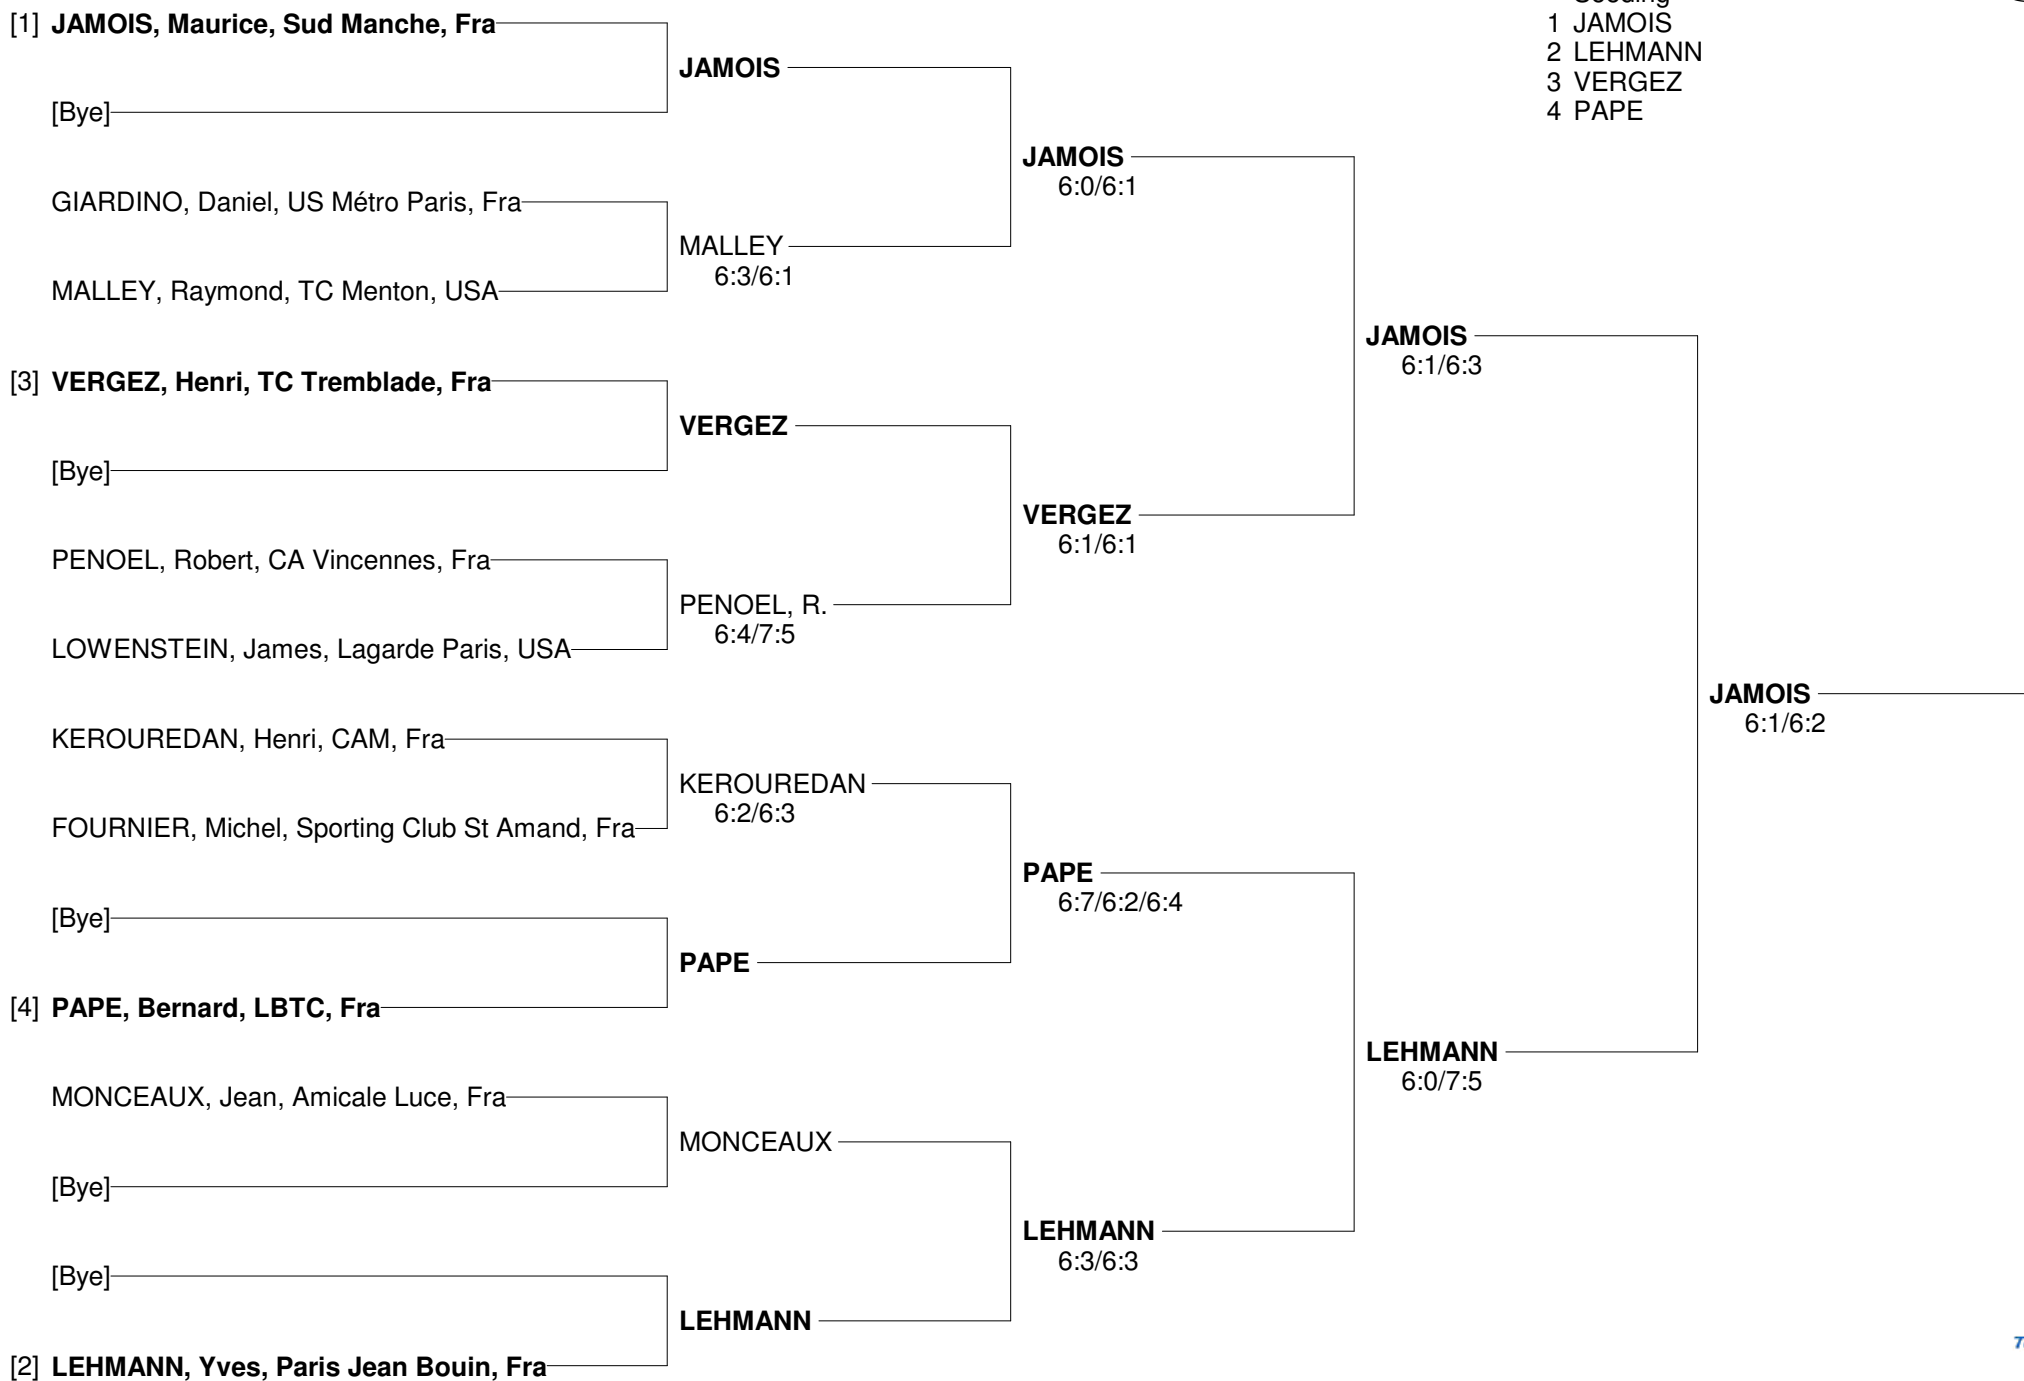 Seeding
1 JAMOIS
2 LEHMANN
3 VERGEZ
4 PAPE
[1] JAMOIS, Maurice, Sud Manche, Fra
[Bye]
GIARDINO, Daniel, US Métro Paris, Fra
MALLEY, Raymond, TC Menton, USA
[3] VERGEZ, Henri, TC Tremblade, Fra
[Bye]
PENOEL, Robert, CA Vincennes, Fra
LOWENSTEIN, James, Lagarde Paris, USA
KEROUREDAN, Henri, CAM, Fra
FOURNIER, Michel, Sporting Club St Amand, Fra
[Bye]
[4] PAPE, Bernard, LBTC, Fra
MONCEAUX, Jean, Amicale Luce, Fra
[Bye]
[Bye]
[2] LEHMANN, Yves, Paris Jean Bouin, Fra
JAMOIS
MALLEY
6:3/6:1
VERGEZ
PENOEL, R.
6:4/7:5
KEROUREDAN
6:2/6:3
PAPE
MONCEAUX
LEHMANN
JAMOIS
6:0/6:1
VERGEZ
6:1/6:1
PAPE
6:7/6:2/6:4
LEHMANN
6:3/6:3
JAMOIS
6:1/6:3
LEHMANN
6:0/7:5
JAMOIS
6:1/6:2